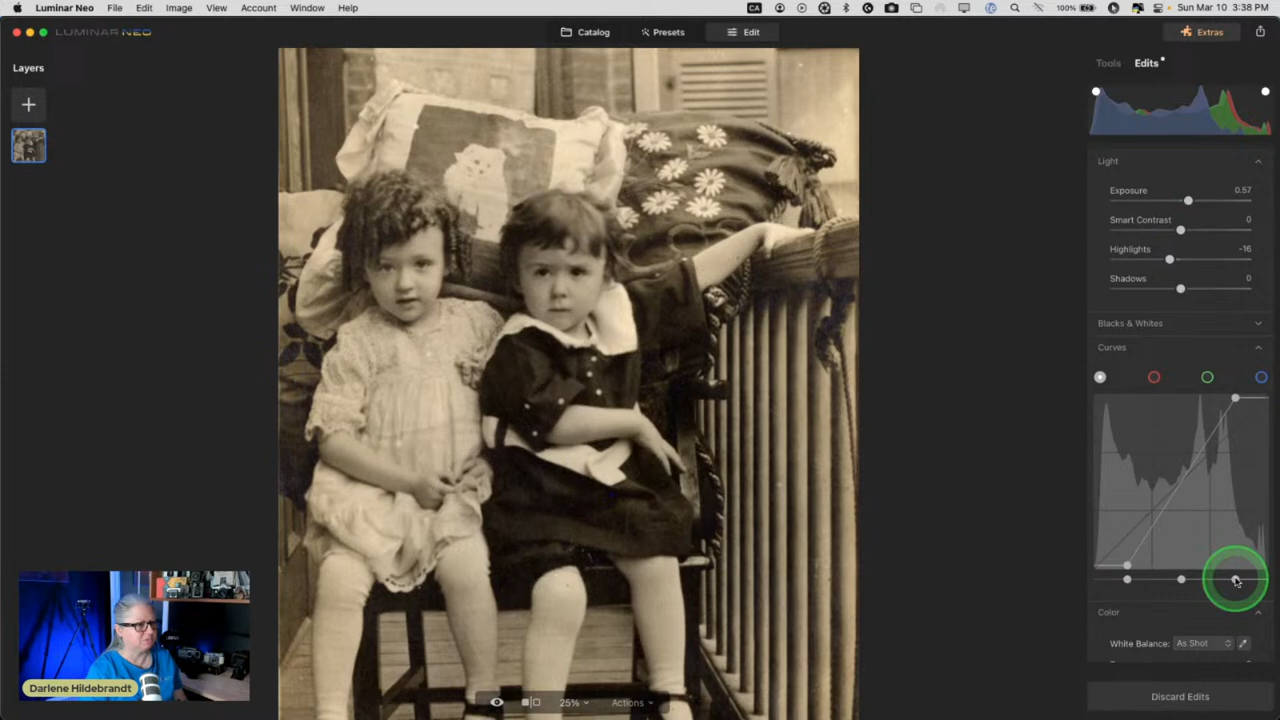 Luminar Neo File Edit Image View Account Window Help 100% Sun Mar 10 3:38 PM
LUMINAR NEO Catalog Presets Edit Extras
Layers
Tools Edits
Light
Exposure 0.57
Smart Contrast 0
Highlights -16
Shadows 0
Blacks & Whites
Curves
Color
White Balance: As Shot
Darlene Hildebrandt
25% Actions
Discard Edits